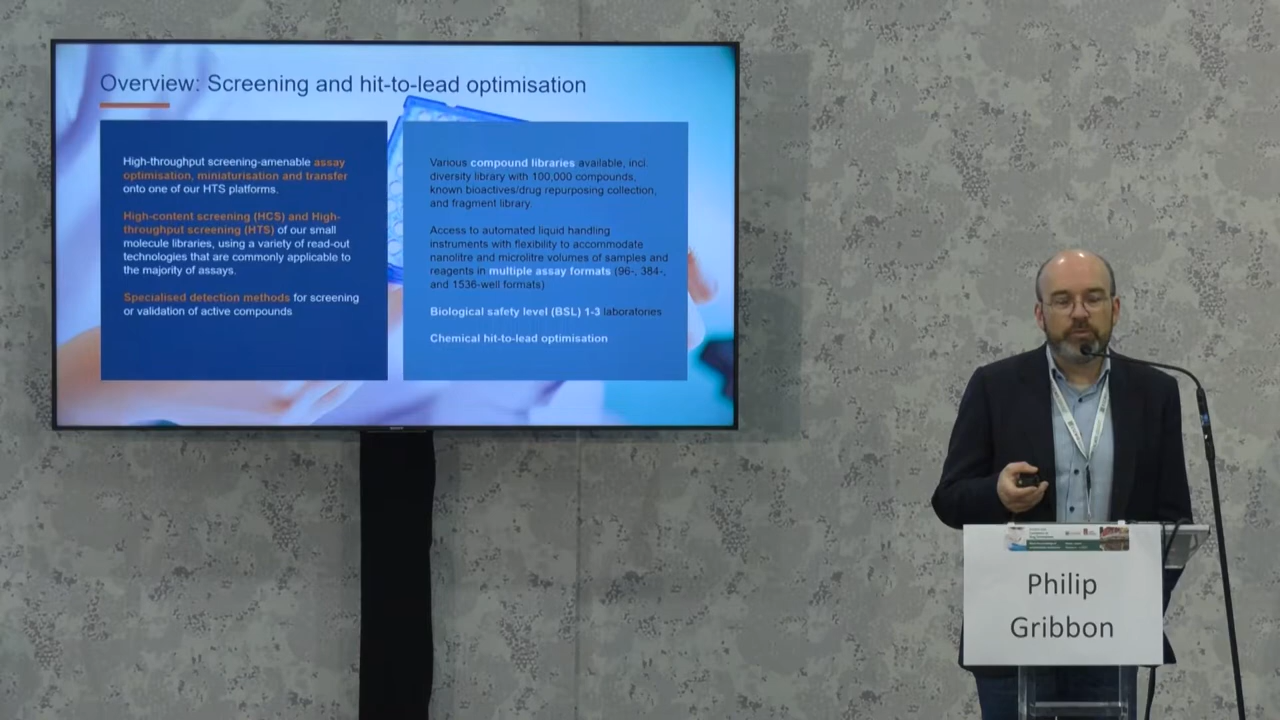 Overview: Screening and hit-to-lead optimisation
High-throughput screening-amenable assay
optimisation, miniaturisation and transfer
onto one of our HTS platforms.
High-content screening (HCS) and High-
throughput screening (HTS) of our small
molecule libraries, using a variety of read-out
technologies that are commonly applicable to
the majority of assays.
Specialised detection methods for screening
or validation of active compounds
Various compound libraries available, incl.
diversity library with 100,000 compounds,
known bioactives/drug repurposing collection,
and fragment library.
Access to automated liquid handling
instruments with flexibility to accommodate
nanolitre and microlitre volumes of samples and
reagents in multiple assay formats (96-, 384-,
and 1536-well formats)
Biological safety level (BSL) 1-3 laboratories
Chemical hit-to-lead optimisation
Philip
Gribbon